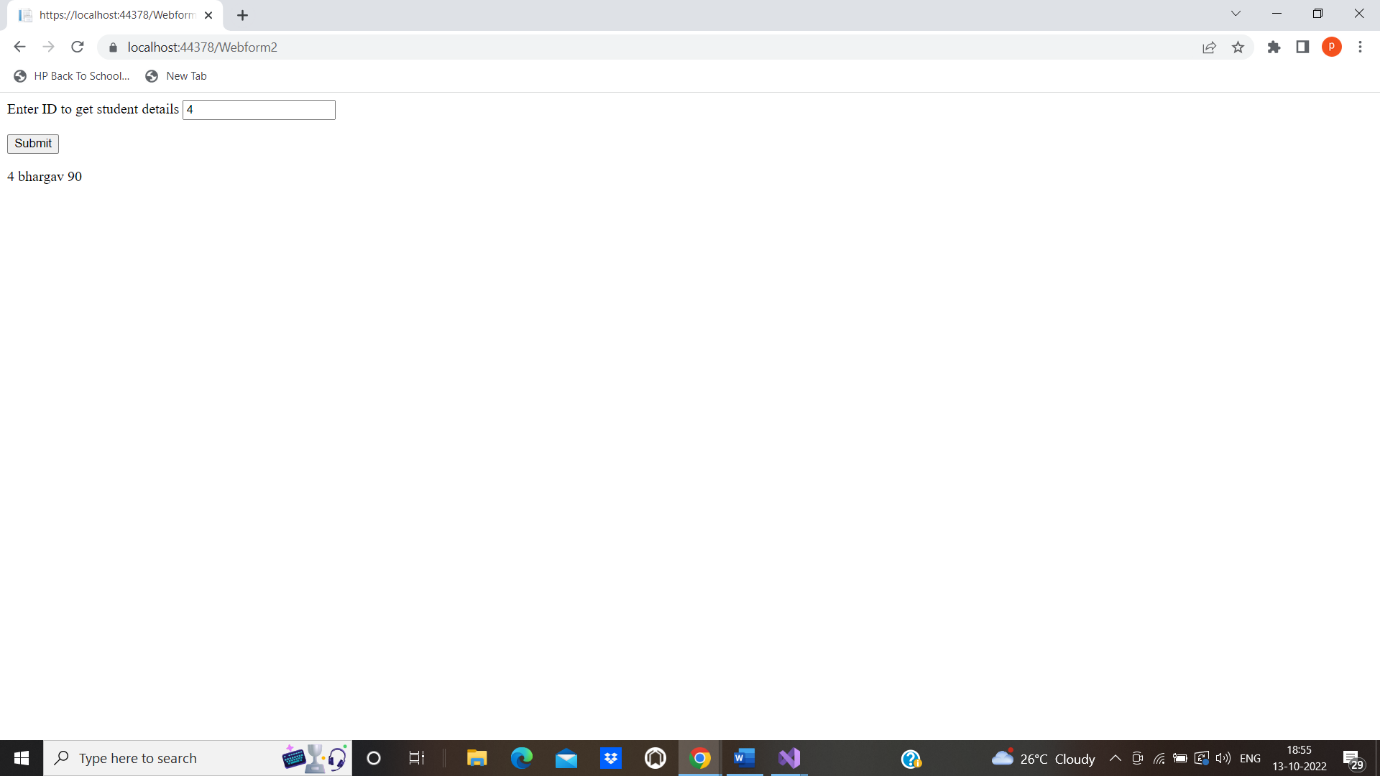 https://localhost:44378/Webform
localhost:44378/Webform2
P
HP Back To School...
New Tab
Enter ID to get student details 4
Submit
4 bhargav 90
Type here to search
26°C Cloudy
ENG
18:55
13-10-2022
29